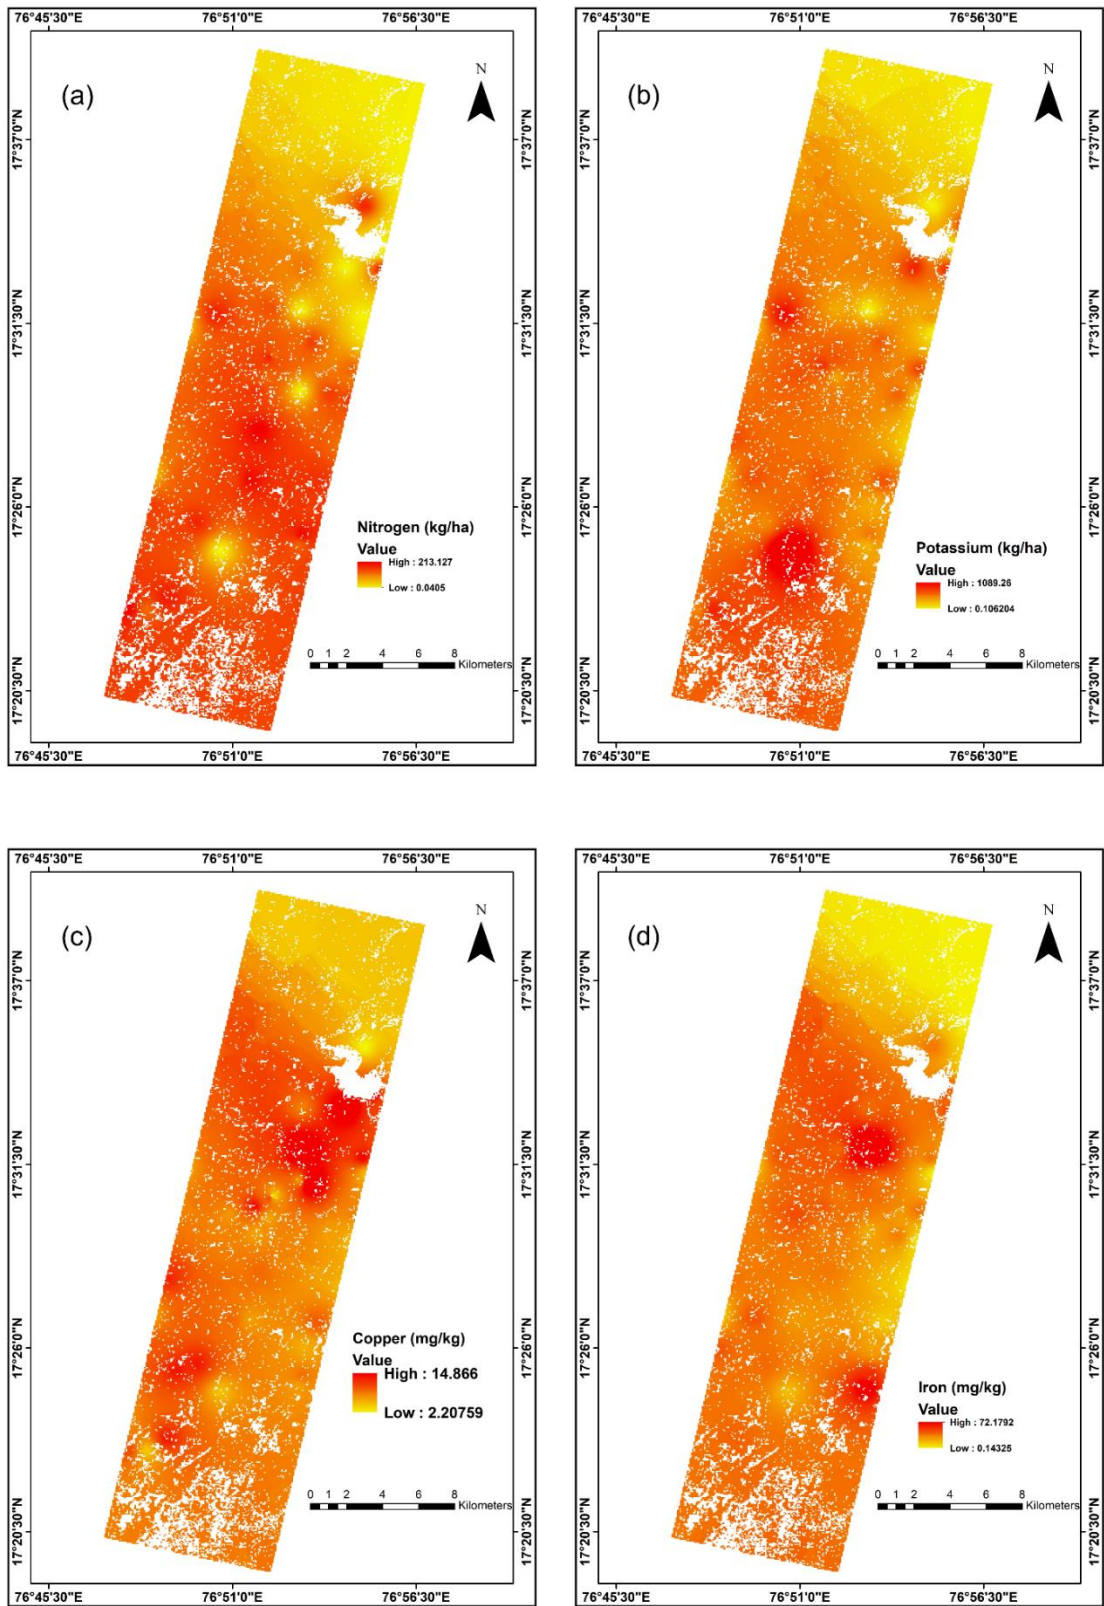 76°45'30"E 76°51'0"E 76°56'30"E
(a)
N
17°37'0"N 17°37'0"N
17°31'30"N 17°31'30"N
17°26'0"N 17°26'0"N
Nitrogen (kg/ha)
Value
High : 213.127
Low : 0.0405
0 1 2 4 6 8
Kilometers
17°20'30"N 17°20'30"N
76°45'30"E 76°51'0"E 76°56'30"E
76°45'30"E 76°51'0"E 76°56'30"E
(b)
N
17°37'0"N 17°37'0"N
17°31'30"N 17°31'30"N
17°26'0"N 17°26'0"N
Potassium (kg/ha)
Value
High : 1089.26
Low : 0.106204
0 1 2 4 6 8
Kilometers
17°20'30"N 17°20'30"N
76°45'30"E 76°51'0"E 76°56'30"E
76°45'30"E 76°51'0"E 76°56'30"E
(c)
N
17°37'0"N 17°37'0"N
17°31'30"N 17°31'30"N
17°26'0"N 17°26'0"N
Copper (mg/kg)
Value
High : 14.866
Low : 2.20759
0 1 2 4 6 8
Kilometers
17°20'30"N 17°20'30"N
76°45'30"E 76°51'0"E 76°56'30"E
76°45'30"E 76°51'0"E 76°56'30"E
(d)
N
17°37'0"N 17°37'0"N
17°31'30"N 17°31'30"N
17°26'0"N 17°26'0"N
Iron (mg/kg)
Value
High : 72.1792
Low : 0.14325
0 1 2 4 6 8
Kilometers
17°20'30"N 17°20'30"N
76°45'30"E 76°51'0"E 76°56'30"E